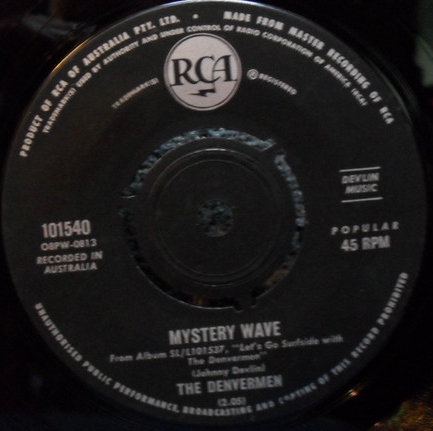 PRODUCT OF RCA OF AUSTRALIA PTY. LTD. • MADE FROM MASTER RECORDING OF RCA
TRADEMARK(S) USED BY AUTHORITY AND UNDER CONTROL OF RADIO CORPORATION OF AMERICA (RCA)
RCA
TRADEMARK(S) ® REGISTERED
DEVLIN
MUSIC
101540
O8PW-0813
RECORDED IN
AUSTRALIA
POPULAR
45 RPM
MYSTERY WAVE
From Album SL/L101537, "Let's Go Surfside with
The Denvermen"
(Johnny Devlin)
THE DENVERMEN
(2.05)
UNAUTHORISED PUBLIC PERFORMANCE, BROADCASTING AND COPYING OF THIS RECORD PROHIBITED